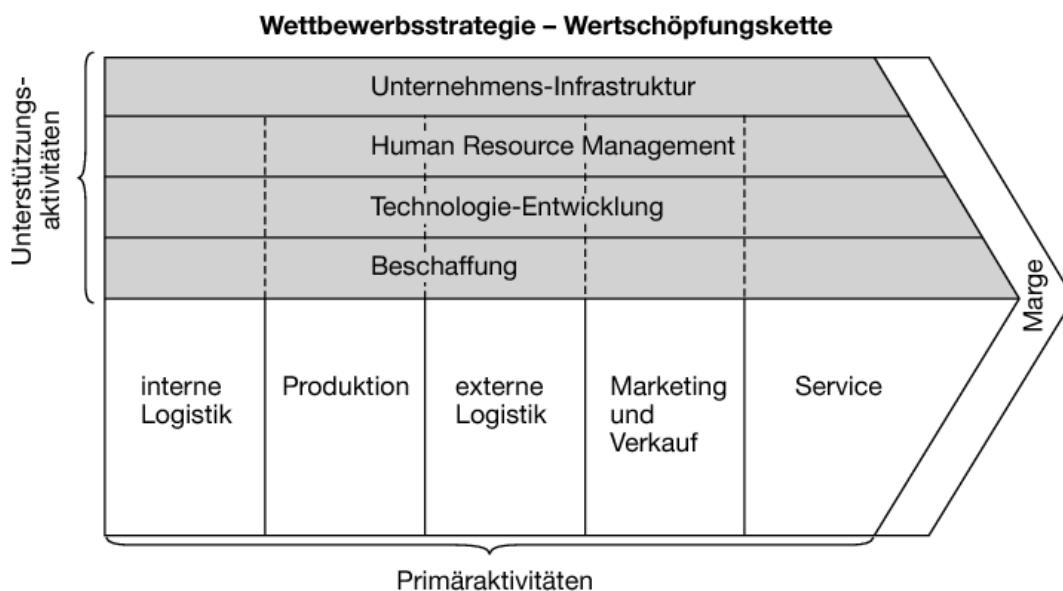 Wettbewerbsstrategie – Wertschöpfungskette
Unterstützungs-
aktivitäten
Unternehmens-Infrastruktur
Human Resource Management
Technologie-Entwicklung
Beschaffung
Marge
interne
Logistik
Produktion
externe
Logistik
Marketing
und
Verkauf
Service
Primäraktivitäten